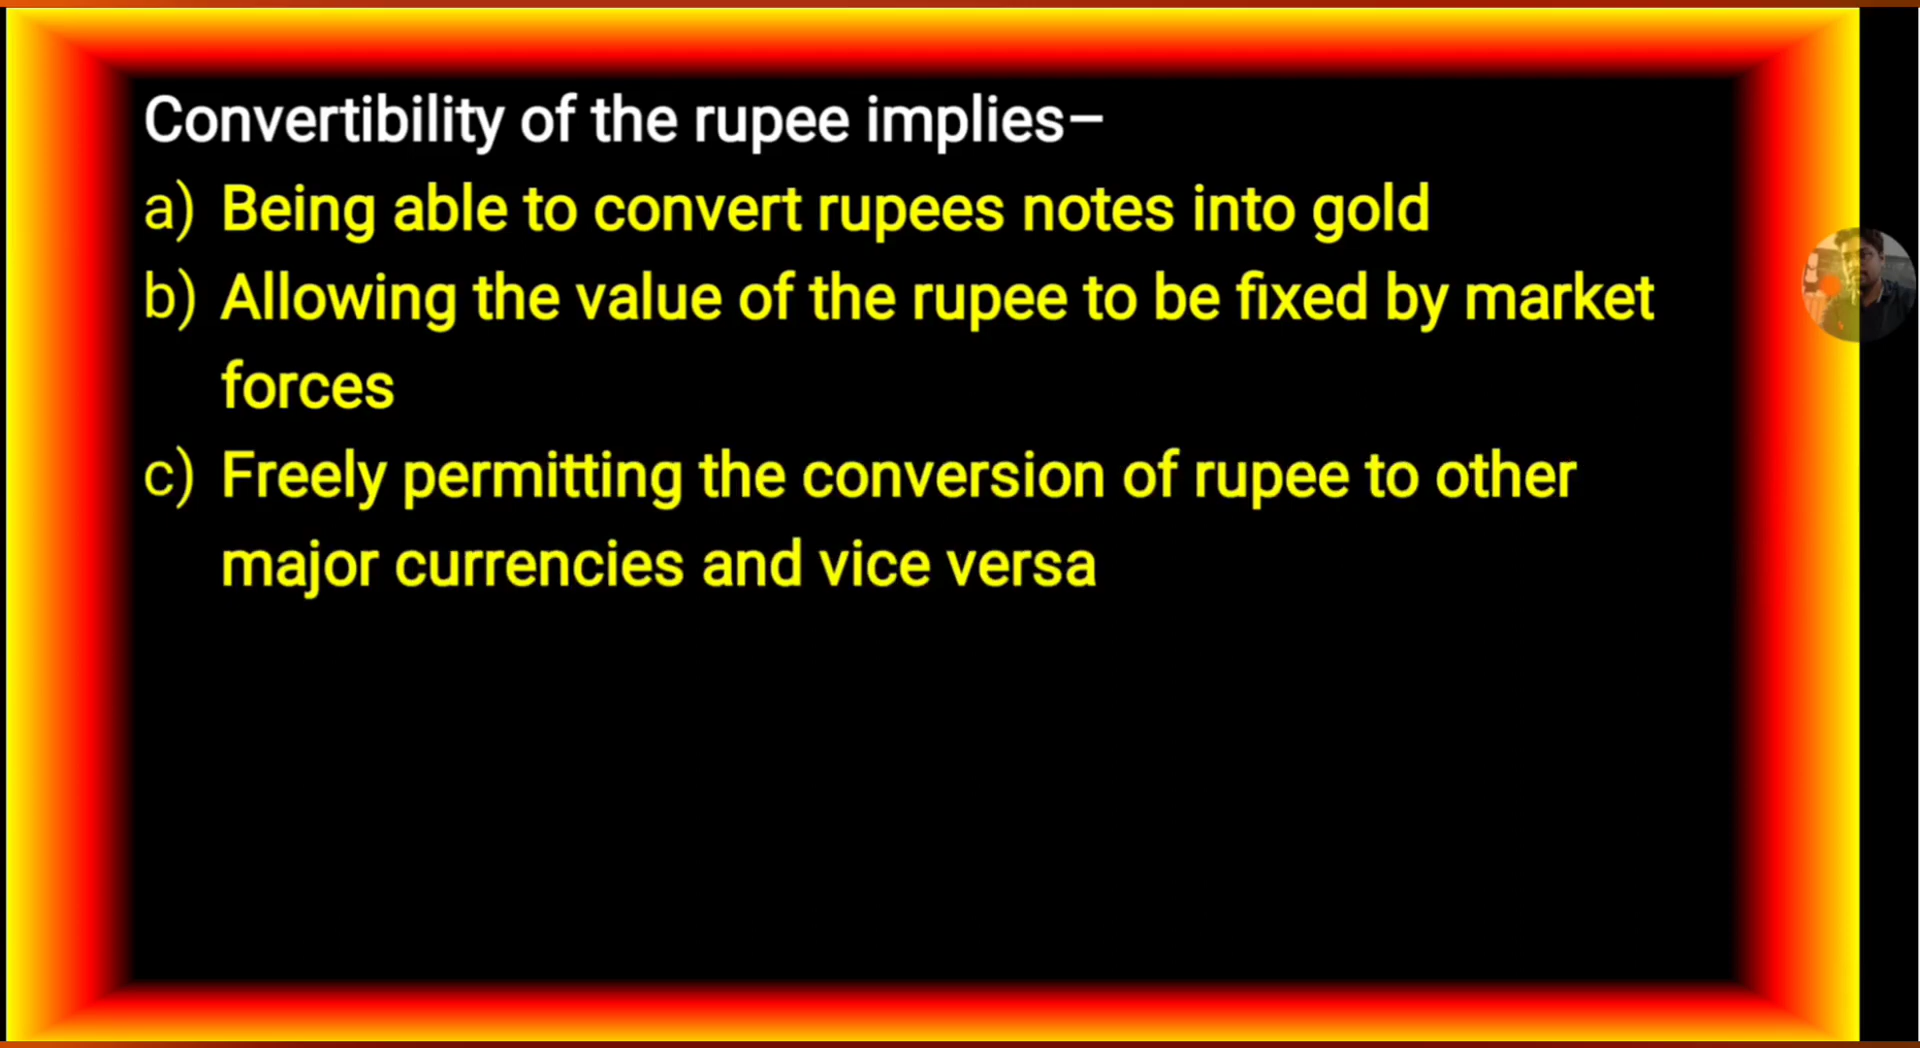 Convertibility of the rupee implies–
a) Being able to convert rupees notes into gold
b) Allowing the value of the rupee to be fixed by market
forces
c) Freely permitting the conversion of rupee to other
major currencies and vice versa